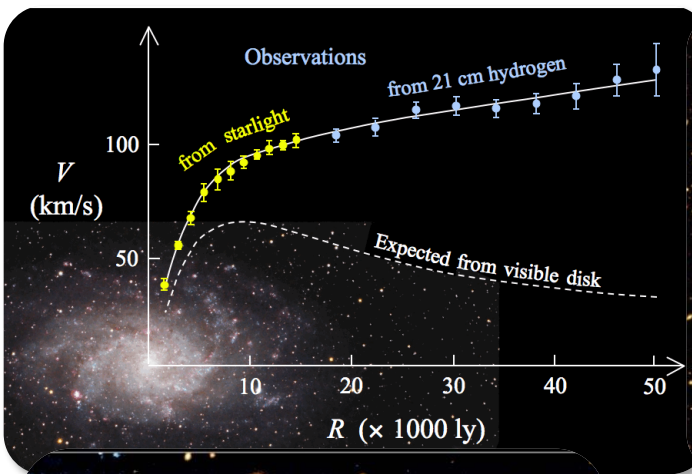 Observations
from 21 cm hydrogen
from starlight
100
V
(km/s)
50
Expected from visible disk
10 20 30 40 50
R (× 1000 ly)